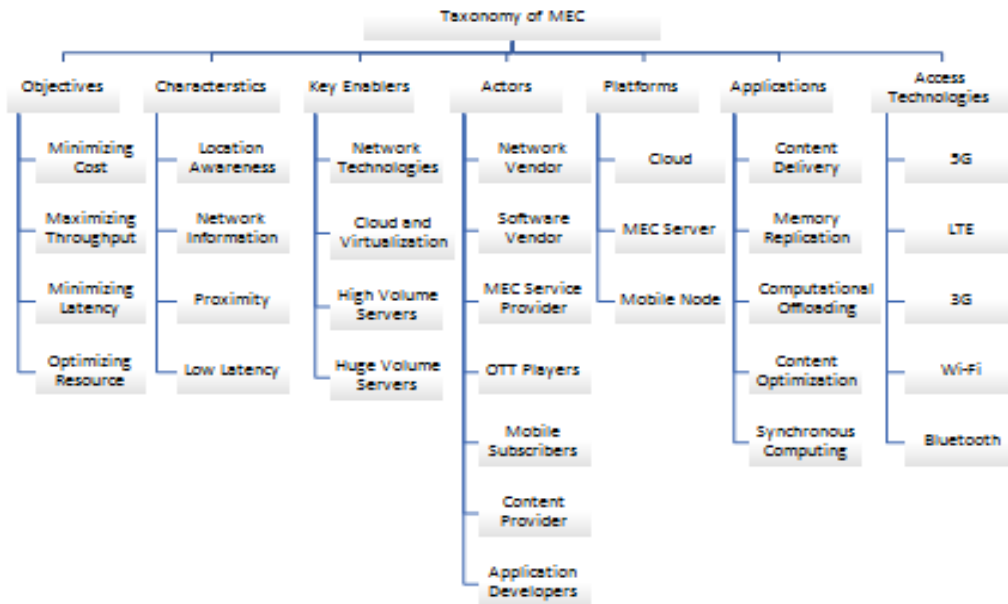 Taxonomy of MEC
Objectives
Minimizing
Cost
Maximizing
Throughput
Minimizing
Latency
Optimizing
Resource
Characterstics
Location
Awareness
Network
Information
Proximity
Low Latency
Key Enablers
Network
Technologies
Cloud and
Virtualization
High Volume
Servers
Huge Volume
Servers
Actors
Network
Vendor
Software
Vendor
MEC Service
Provider
OTT Players
Mobile
Subscribers
Content
Provider
Application
Developers
Platforms
Cloud
MEC Server
Mobile Node
Applications
Content
Delivery
Memory
Replication
Computational
Offloading
Content
Optimization
Synchronous
Computing
Access
Technologies
5G
LTE
3G
Wi-Fi
Bluetooth